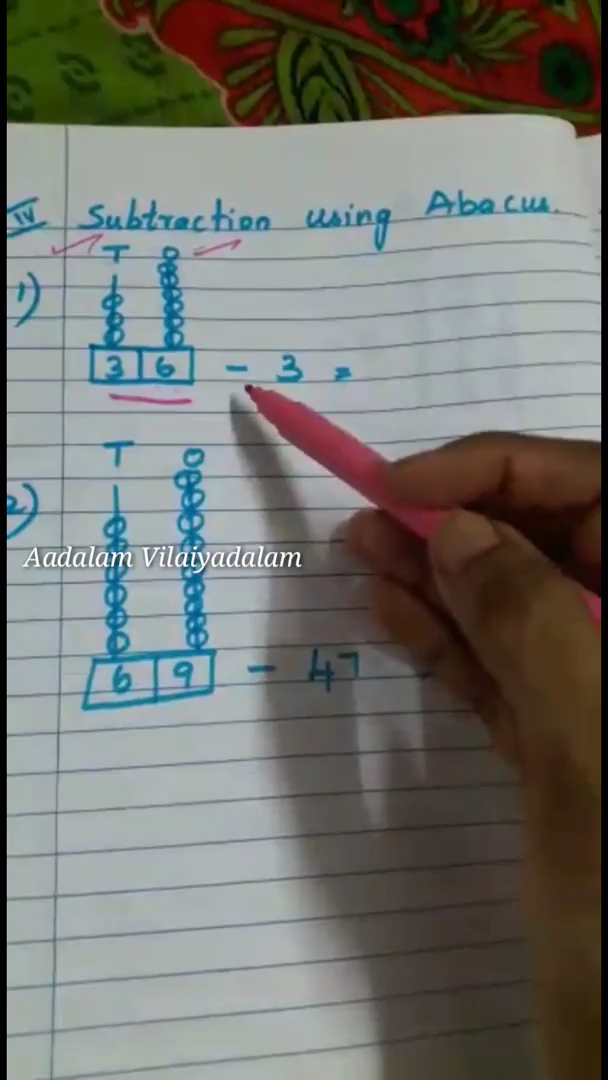 IV Subtraction using Abacus.
T O
1)
3 6 - 3 =
T O
2)
Aadalam Vilaiyadalam
6 9 - 47